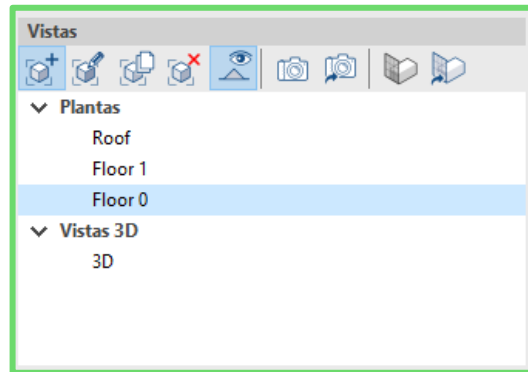 Vistas
Plantas
Roof
Floor 1
Floor 0
Vistas 3D
3D